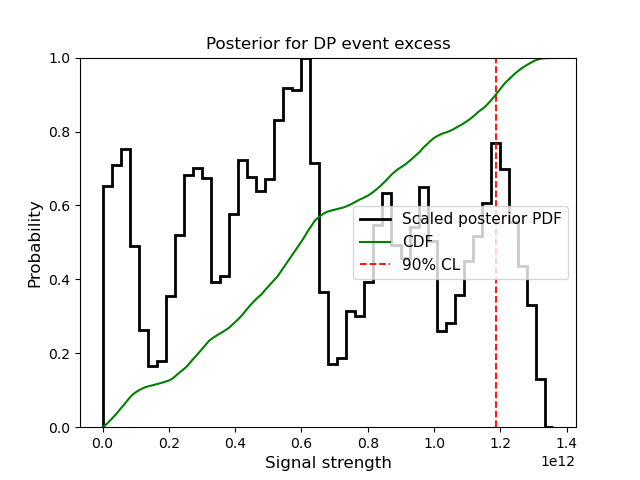 Posterior for DP event excess
1.0
0.8
0.6
0.4
0.2
0.0
Probability
Scaled posterior PDF
CDF
90% CL
0.0 0.2 0.4 0.6 0.8 1.0 1.2 1.4
1e12
Signal strength